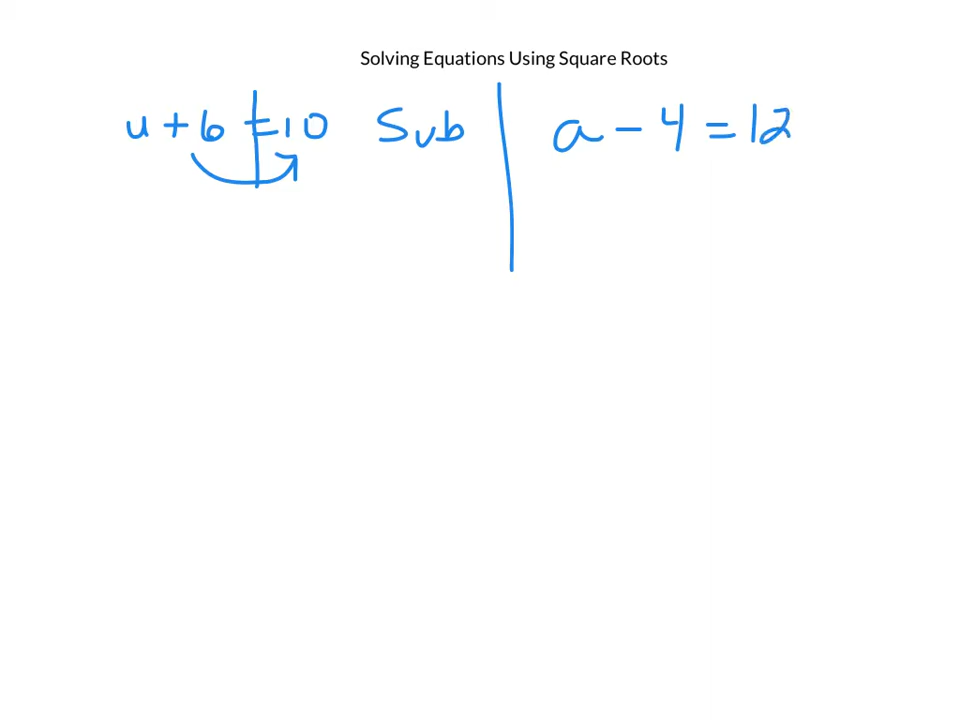 Solving Equations Using Square Roots
u + 6 = 10 Sub
a - 4 = 12